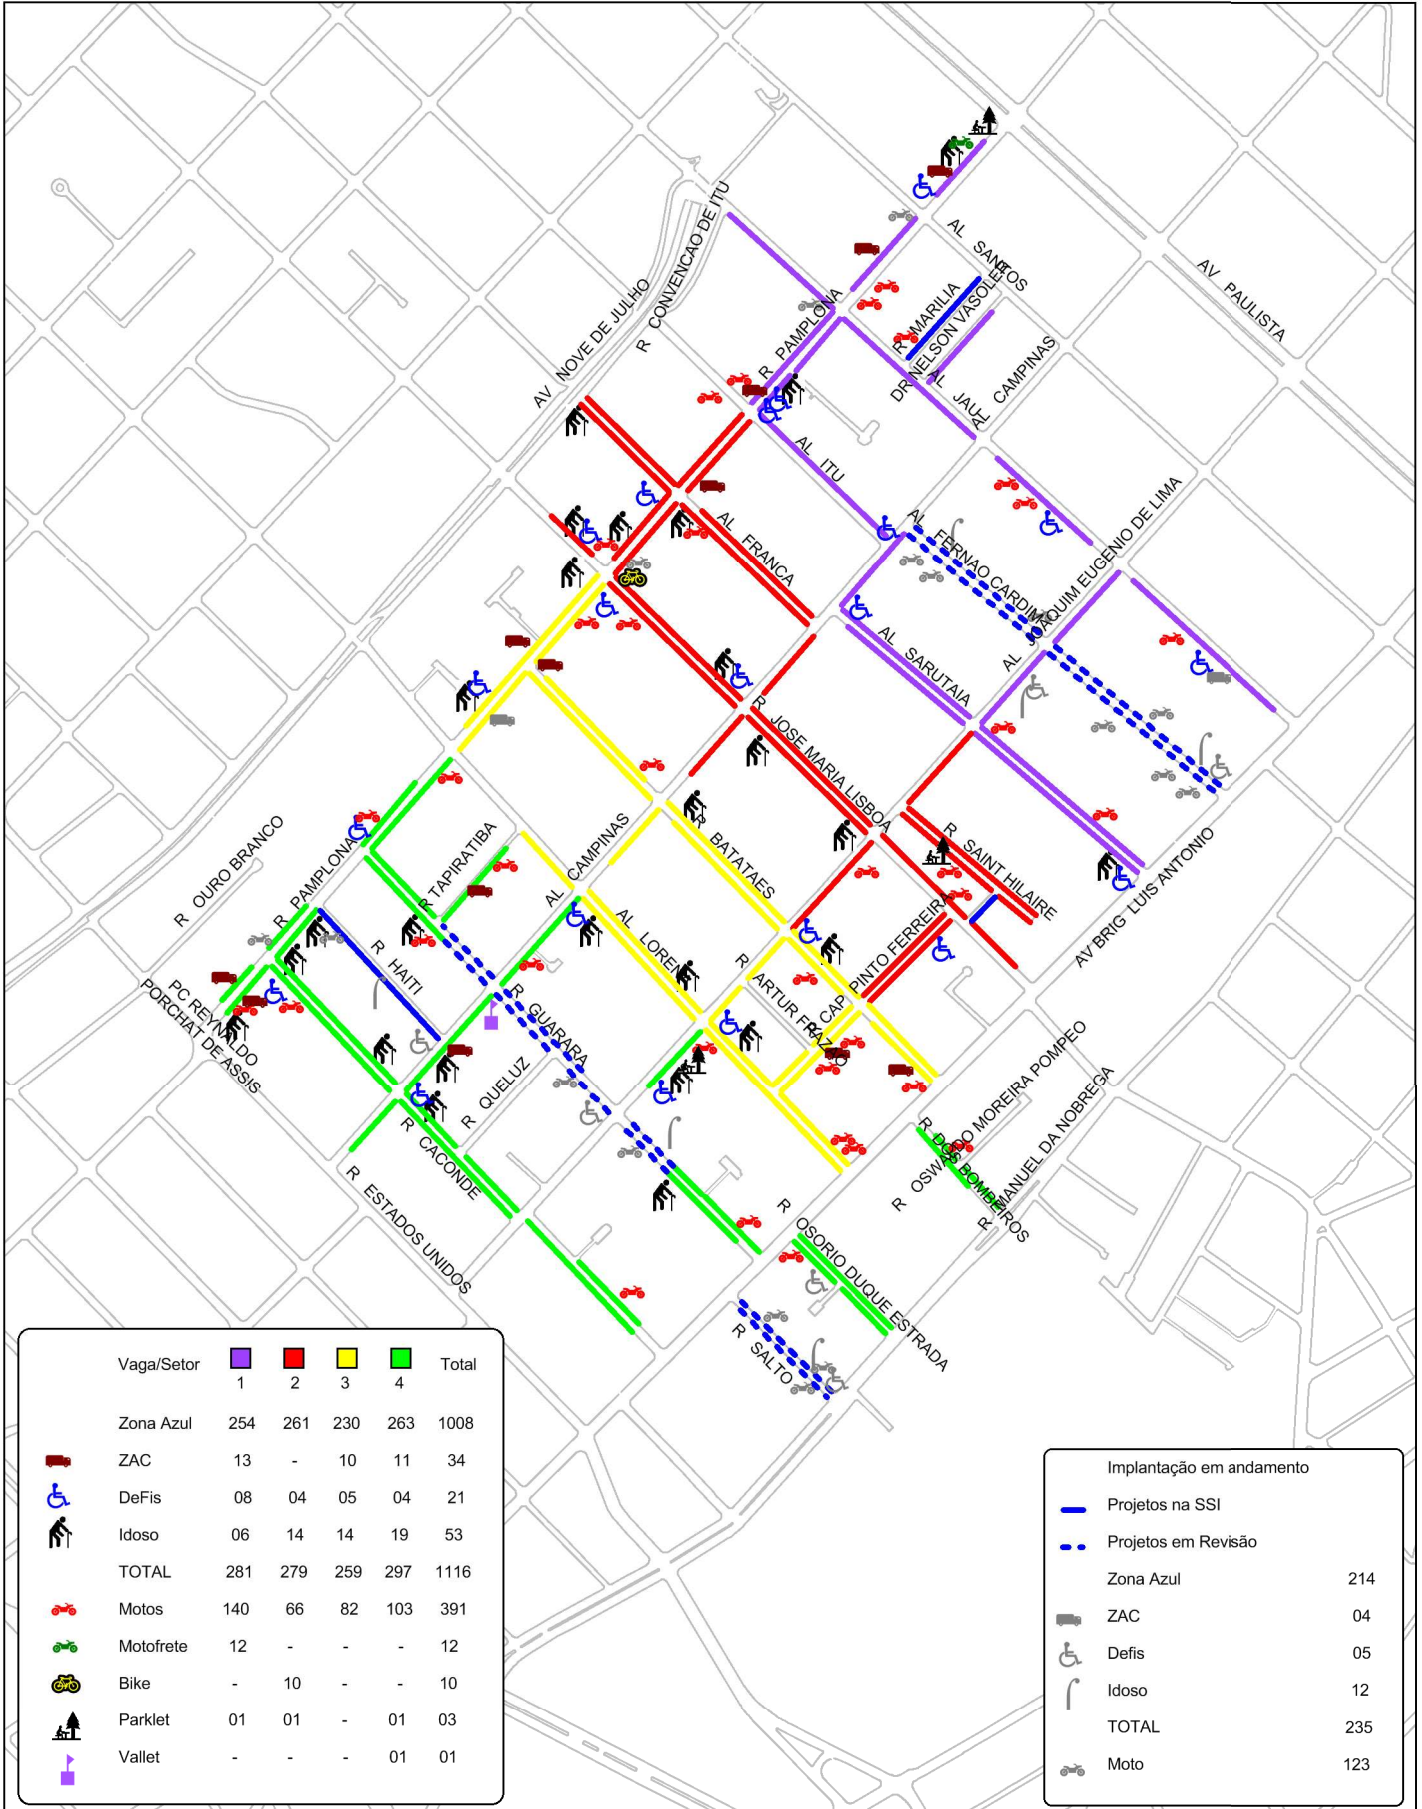 AL SANTOS
AV PAULISTA
R CONVENCAO DE ITU
AV NOVE DE JULHO
R PAMPLONA
R MARILIA
DR NELSON VASOLER
AL JAU
AL CAMPINAS
AL ITU
AL FERNAO CARDIM
AL JOAQUIM EUGENIO DE LIMA
AL FRANCA
AL SARUTAIA
R JOSE MARIA LISBOA
R SAINT HILAIRE
AV BRIG LUIS ANTONIO
R BATATAES
AL CAMPINAS
R TAPIRATIBA
R OURO BRANCO
R PAMPLONA
AL LORENA
R ARTUR FRAZAO
R CAP PINTO FERREIRA
R HAITI
R GUARARA
PC REYNALDO
PORCHAT DE ASSIS
R QUELUZ
R CACONDE
R ESTADOS UNIDOS
R DOS BOMBEIROS
R OSWALDO MOREIRA POMPEO
R MANUEL DA NOBREGA
R OSORIO DUQUE ESTRADA
R SALTO
Vaga/Setor 1 2 3 4 Total
Zona Azul 254 261 230 263 1008
ZAC 13 - 10 11 34
DeFis 08 04 05 04 21
Idoso 06 14 14 19 53
TOTAL 281 279 259 297 1116
Motos 140 66 82 103 391
Motofrete 12 - - - 12
Bike - 10 - - 10
Parklet 01 01 - 01 03
Vallet - - - 01 01
Implantação em andamento
Projetos na SSI
Projetos em Revisão
Zona Azul 214
ZAC 04
Defis 05
Idoso 12
TOTAL 235
Moto 123